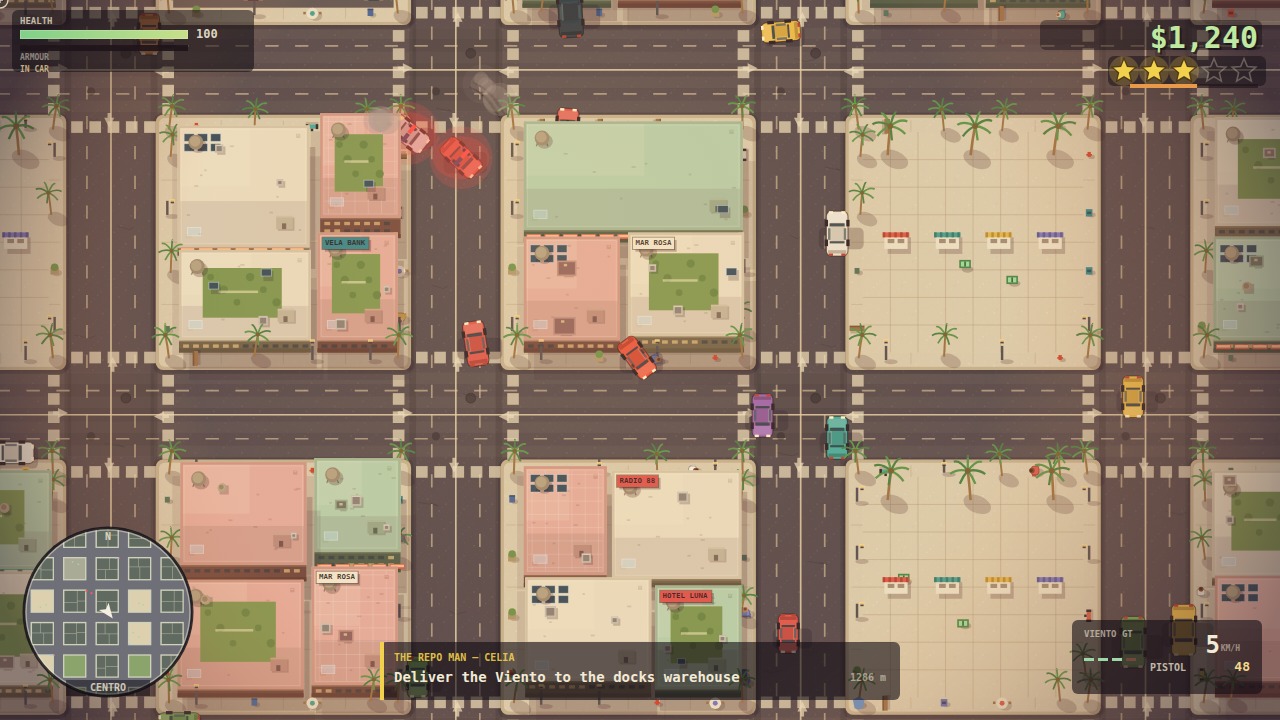 HEALTH
100
ARMOUR
IN CAR
$1,240
VELA BANK
MAR ROSA
RADIO 88
MAR ROSA
HOTEL LUNA
N
CENTRO
THE REPO MAN — CELIA
Deliver the Viento to the docks warehouse
1286 m
VIENTO GT
5 KM/H
PISTOL 48